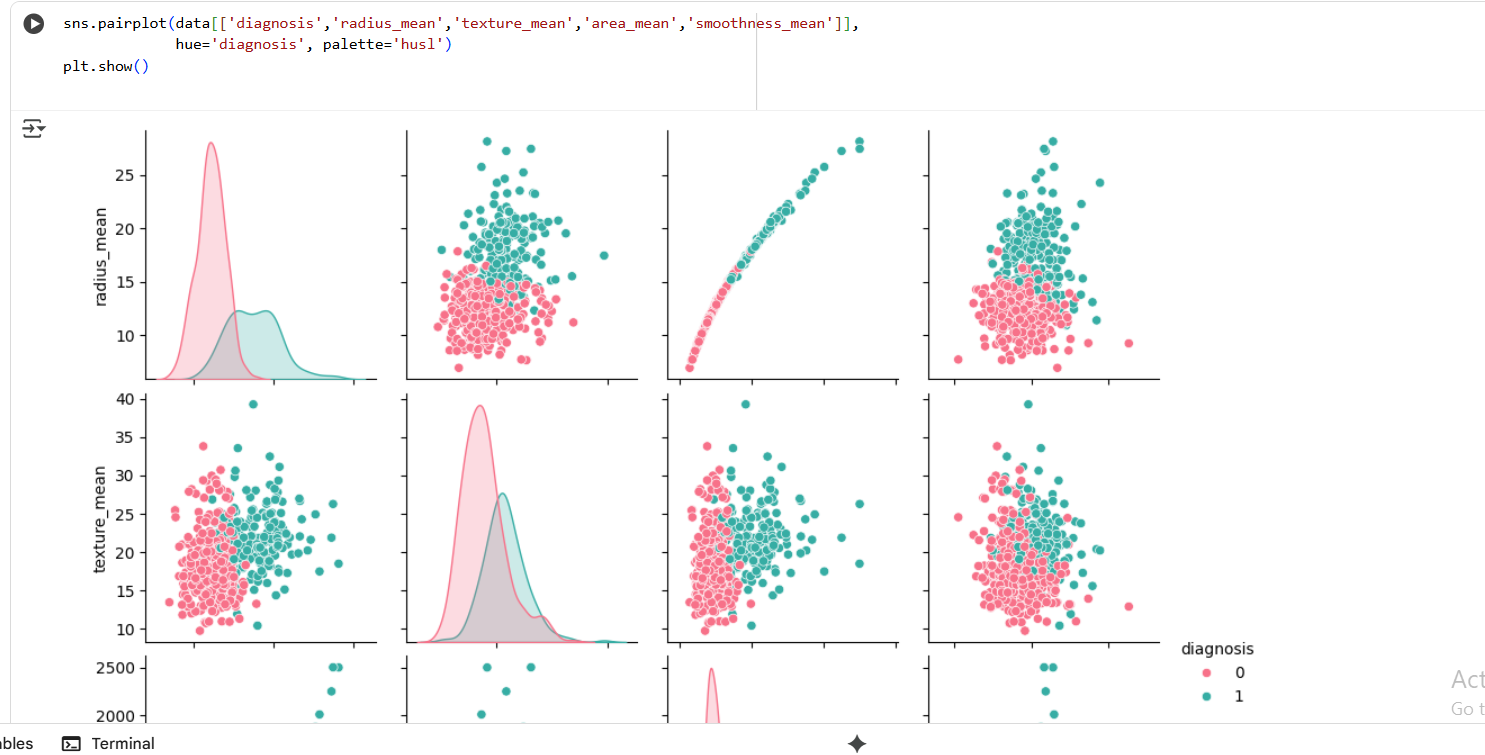 sns.pairplot(data[['diagnosis','radius_mean','texture_mean','area_mean','smoothness_mean']],
hue='diagnosis', palette='husl')
plt.show()
25
20
15
10
radius_mean
40
35
30
25
20
15
10
texture_mean
2500
2000
diagnosis
0
1
Act
Go t
ables
Terminal